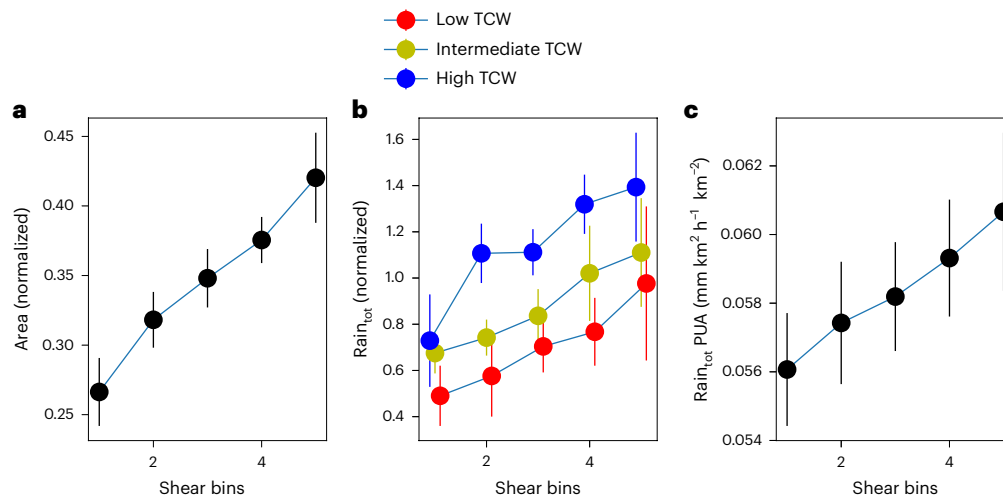 Low TCW
Intermediate TCW
High TCW
a
b
c
0.45
0.40
0.35
0.30
0.25
Area (normalized)
2
4
Shear bins
1.6
1.4
1.2
1.0
0.8
0.6
0.4
Rain_tot (normalized)
2
4
Shear bins
0.062
0.060
0.058
0.056
0.054
Rain_tot PUA (mm km² h⁻¹ km⁻²)
2
4
Shear bins